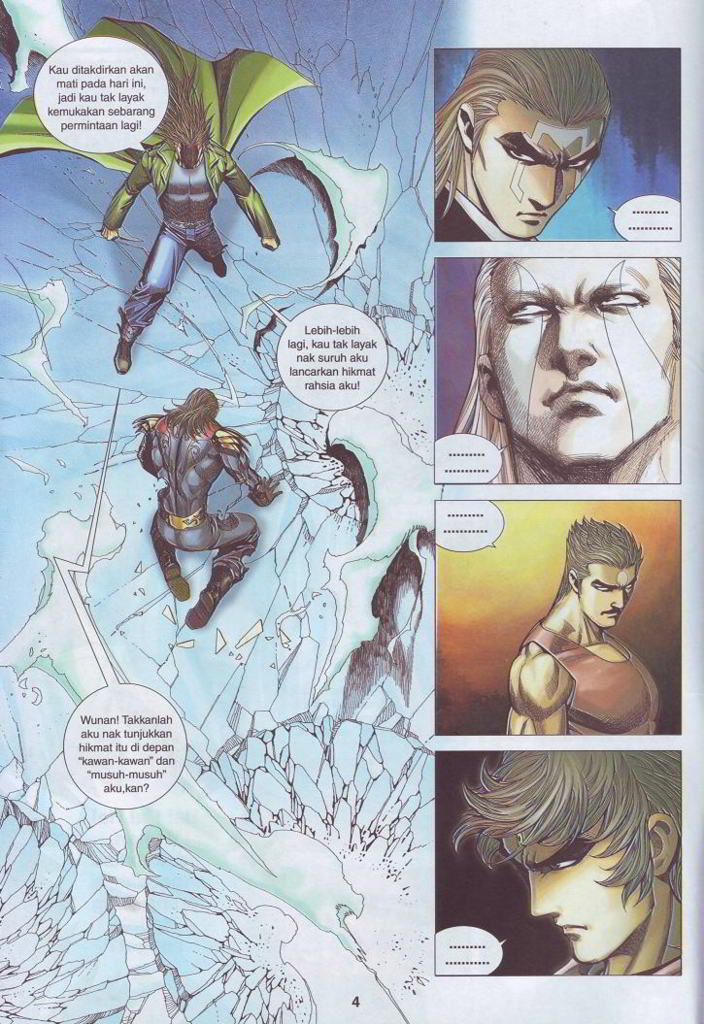 Kau ditakdirkan akan
mati pada hari ini,
jadi kau tak layak
kemukakan sebarang
permintaan lagi!
Lebih-lebih
lagi, kau tak layak
nak suruh aku
lancarkan hikmat
rahsia aku!
Wunan! Takkanlah
aku nak tunjukkan
hikmat itu di depan
“kawan-kawan” dan
“musuh-musuh”
aku,kan?
.........
...........
.........
...........
.........
...........
.........
...........
4